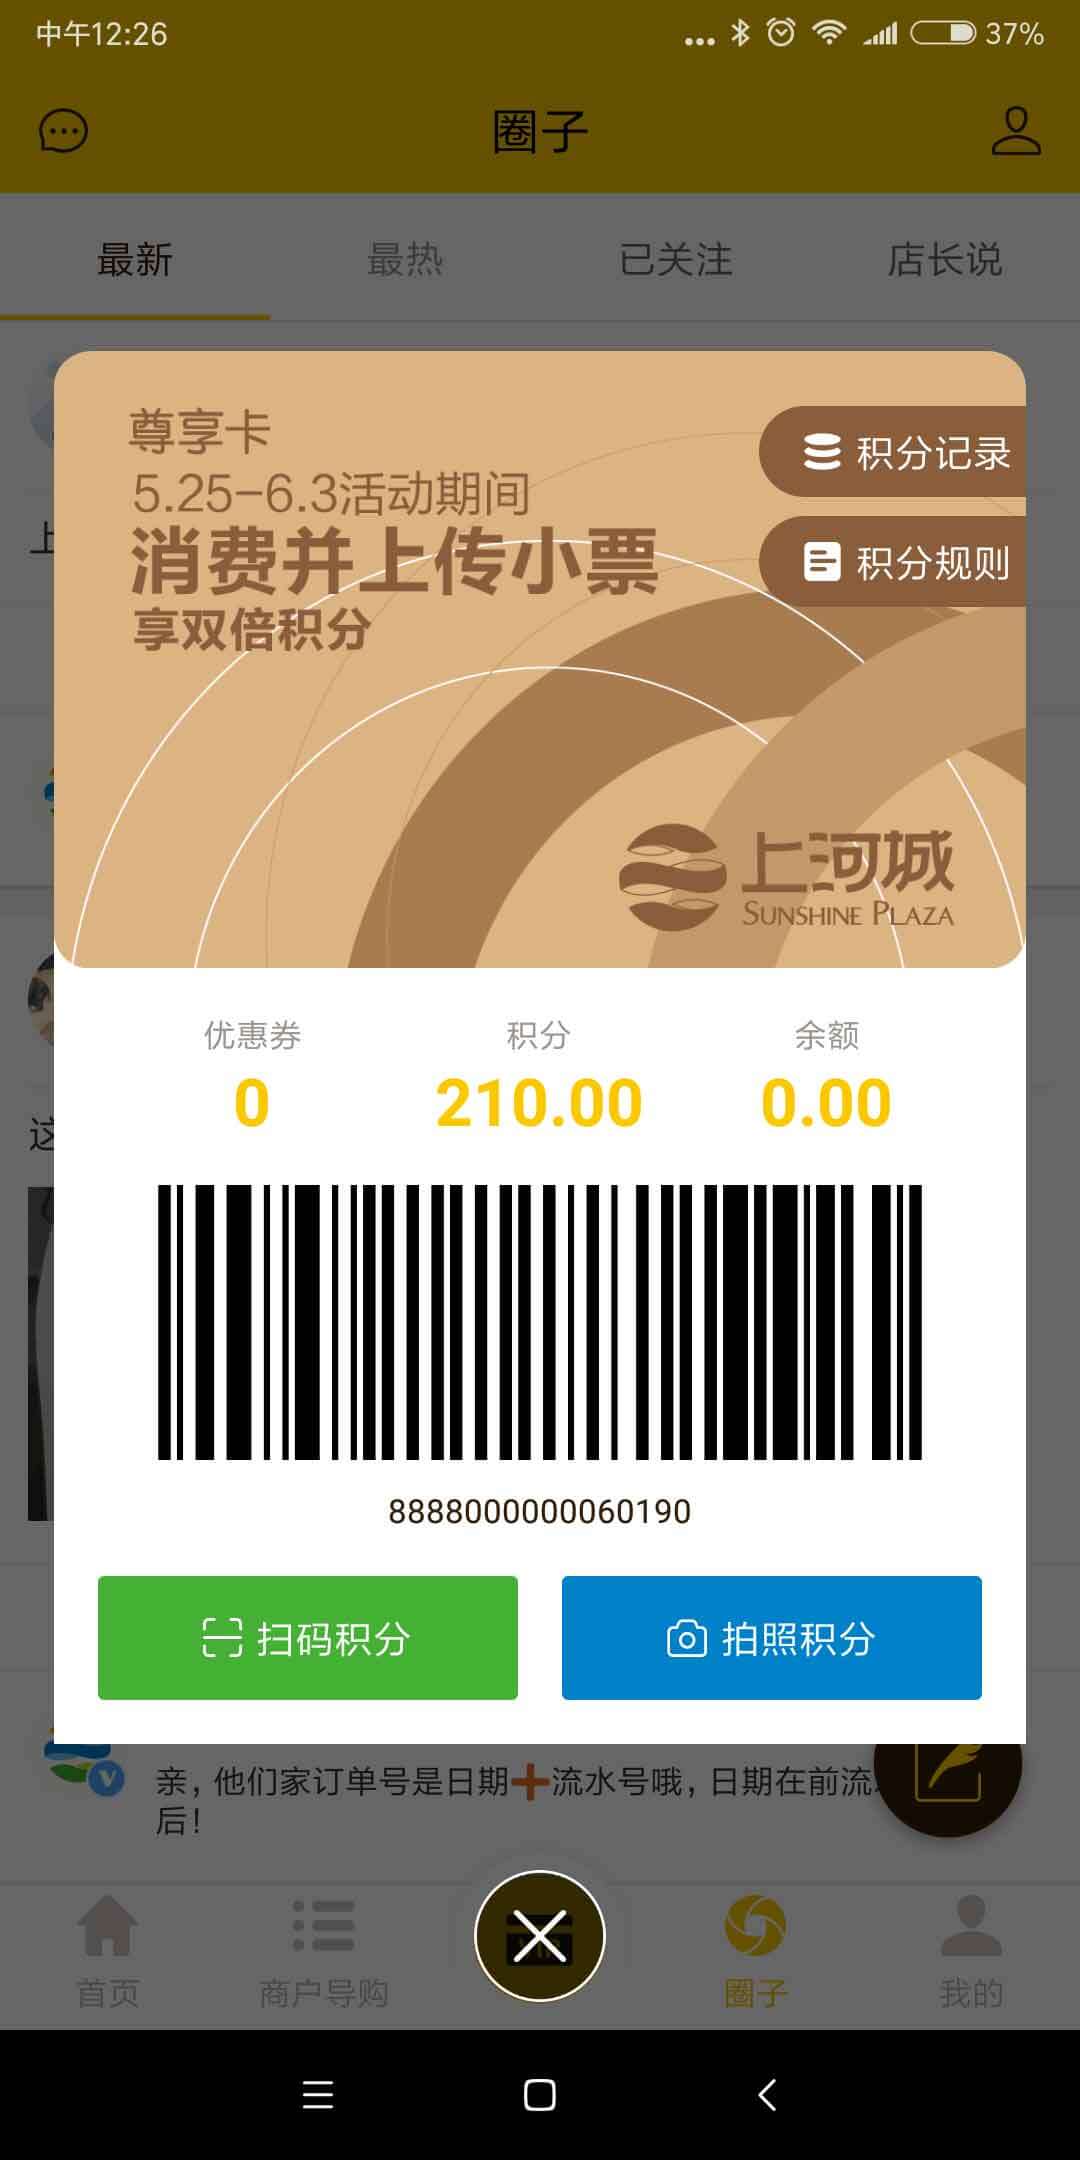 中午12:26
37%
圈子
最新
最热
已关注
店长说
尊享卡
5.25-6.3活动期间
消费并上传小票
享双倍积分
积分记录
积分规则
上河城
SUNSHINE PLAZA
优惠券
积分
余额
0
210.00
0.00
8888000000060190
扫码积分
拍照积分
亲，他们家订单号是日期➕流水号哦，日期在前流
后！
首页
商户导购
圈子
我的